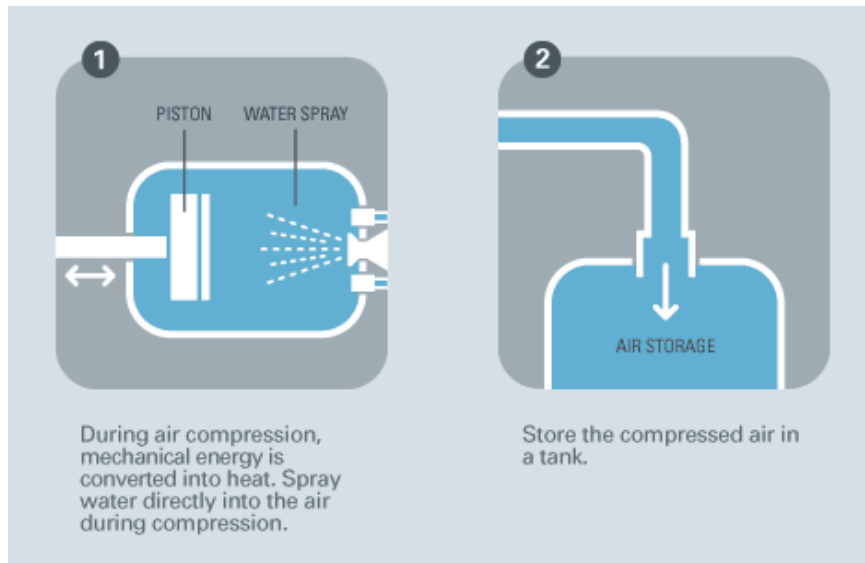 1
PISTON
WATER SPRAY
During air compression,
mechanical energy is
converted into heat. Spray
water directly into the air
during compression.
2
AIR STORAGE
Store the compressed air in
a tank.